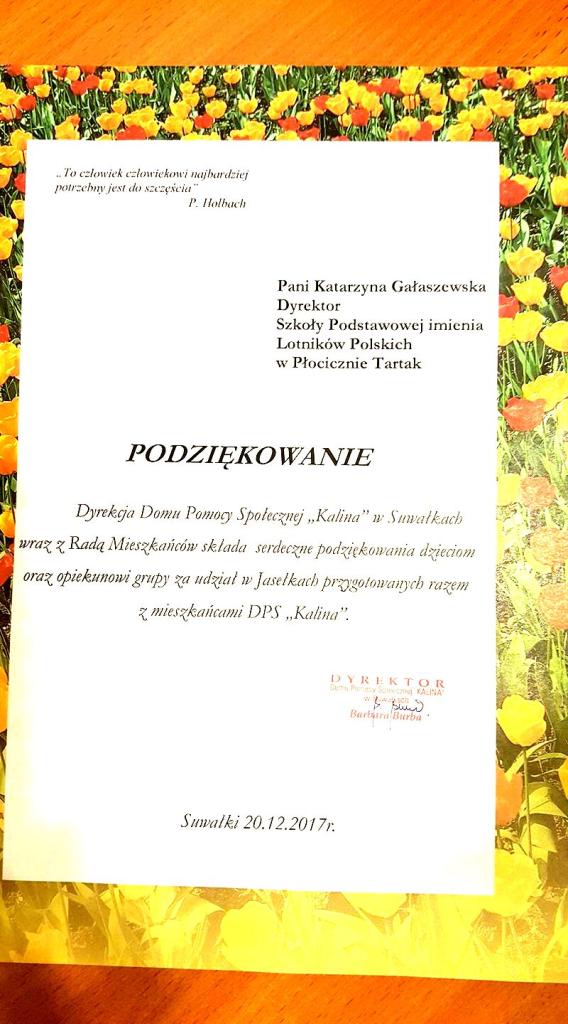 „To człowiek człowiekowi najbardziej
potrzebny jest do szczęścia”
P. Holbach
Pani Katarzyna Gałaszewska
Dyrektor
Szkoły Podstawowej imienia
Lotników Polskich
w Płocicznie Tartak
PODZIĘKOWANIE
Dyrekcja Domu Pomocy Społecznej „Kalina” w Suwałkach
wraz z Radą Mieszkańców składa serdeczne podziękowania dzieciom
oraz opiekunowi grupy za udział w Jasełkach przygotowanych razem
z mieszkańcami DPS „Kalina”.
DYREKTOR
Domu Pomocy Społecznej "KALINA"
w Suwałkach
Barbara Burba
Suwałki 20.12.2017r.